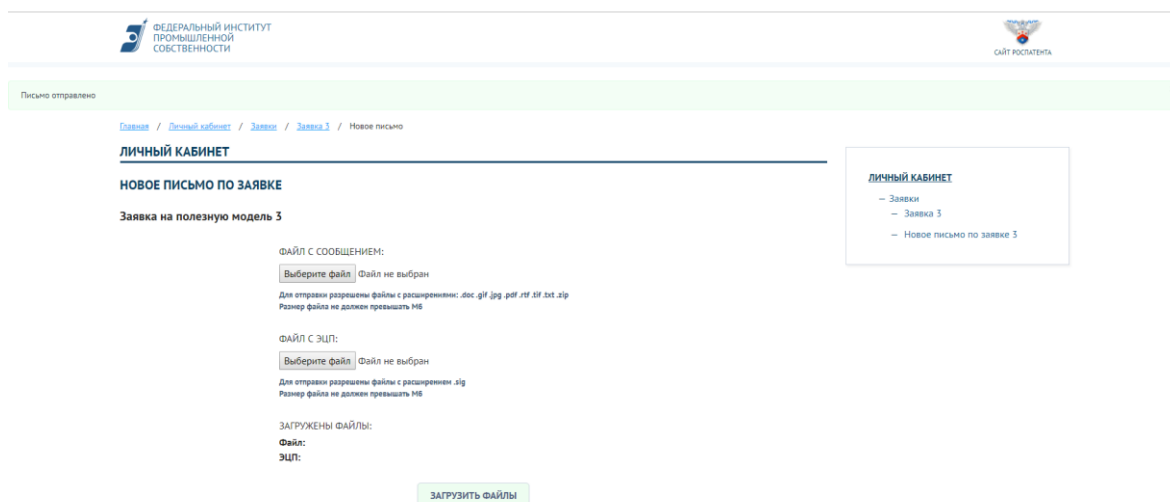 ФЕДЕРАЛЬНЫЙ ИНСТИТУТ
ПРОМЫШЛЕННОЙ
СОБСТВЕННОСТИ
САЙТ РОСПАТЕНТА
Письмо отправлено
Главная / Личный кабинет / Заявки / Заявка 3 / Новое письмо
ЛИЧНЫЙ КАБИНЕТ
НОВОЕ ПИСЬМО ПО ЗАЯВКЕ
Заявка на полезную модель 3
ФАЙЛ С СООБЩЕНИЕМ:
Выберите файл Файл не выбран
Для отправки разрешены файлы с расширениями: .doc .gif .jpg .pdf .rtf .tif .txt .zip
Размер файла не должен превышать Мб
ФАЙЛ С ЭЦП:
Выберите файл Файл не выбран
Для отправки разрешены файлы с расширением .sig
Размер файла не должен превышать Мб
ЗАГРУЖЕНЫ ФАЙЛЫ:
Файл:
ЭЦП:
ЗАГРУЗИТЬ ФАЙЛЫ
ЛИЧНЫЙ КАБИНЕТ
— Заявки
— Заявка 3
— Новое письмо по заявке 3